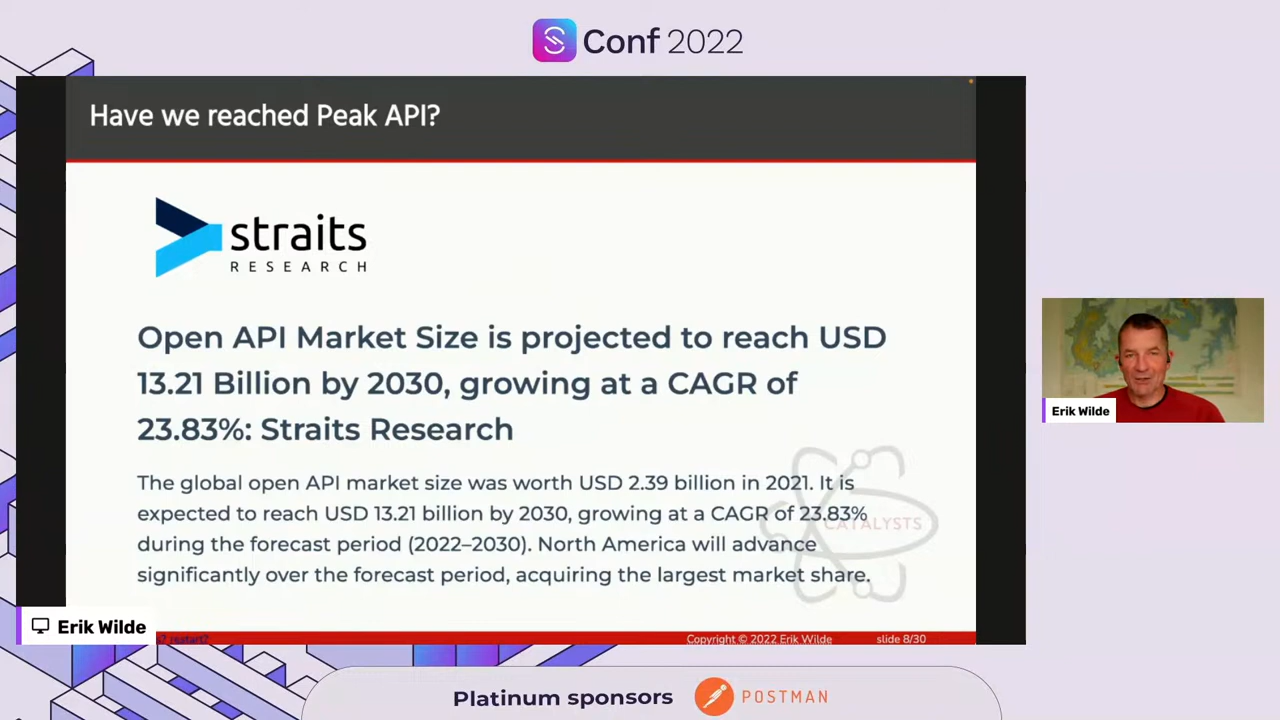 Conf 2022
Have we reached Peak API?
straits
RESEARCH
Open API Market Size is projected to reach USD
13.21 Billion by 2030, growing at a CAGR of
23.83%: Straits Research
The global open API market size was worth USD 2.39 billion in 2021. It is
expected to reach USD 13.21 billion by 2030, growing at a CAGR of 23.83%
during the forecast period (2022–2030). North America will advance
significantly over the forecast period, acquiring the largest market share.
CATALYSTS
Erik Wilde
Erik Wilde
restart?
Copyright © 2022 Erik Wilde
slide 8/30
Platinum sponsors
POSTMAN